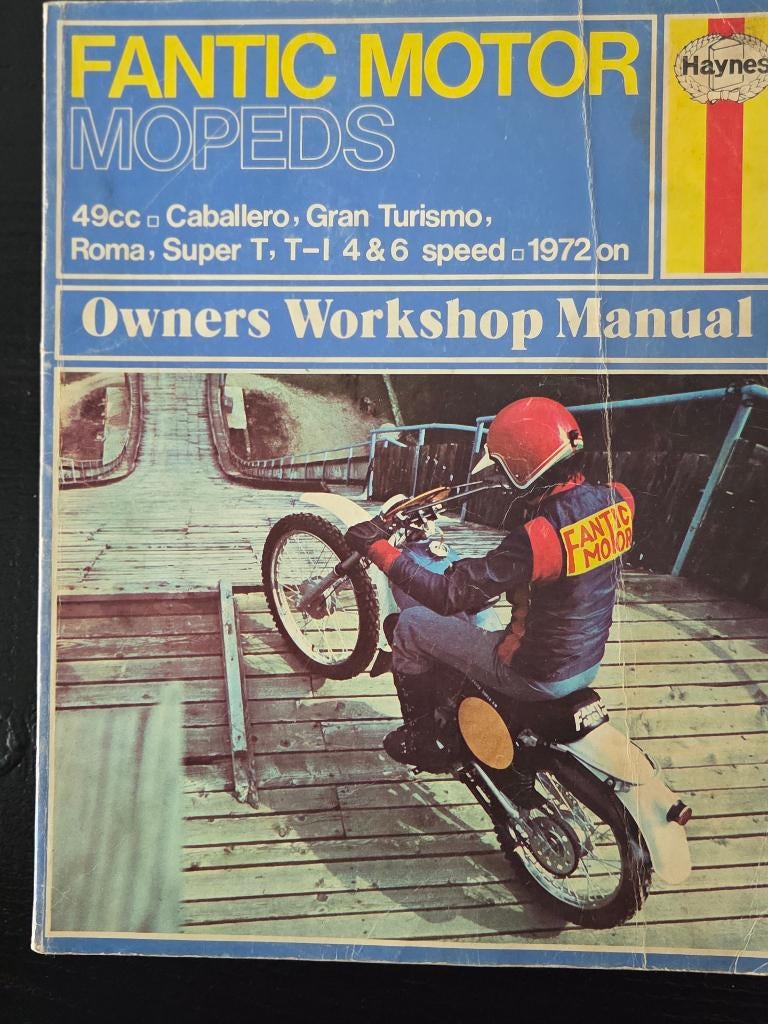 FANTIC MOTOR
Haynes
MOPEDS
49cc □ Caballero, Gran Turismo,
Roma, Super T, T-I 4 & 6 speed □ 1972 on
Owners Workshop Manual
FANTIC
MOTOR